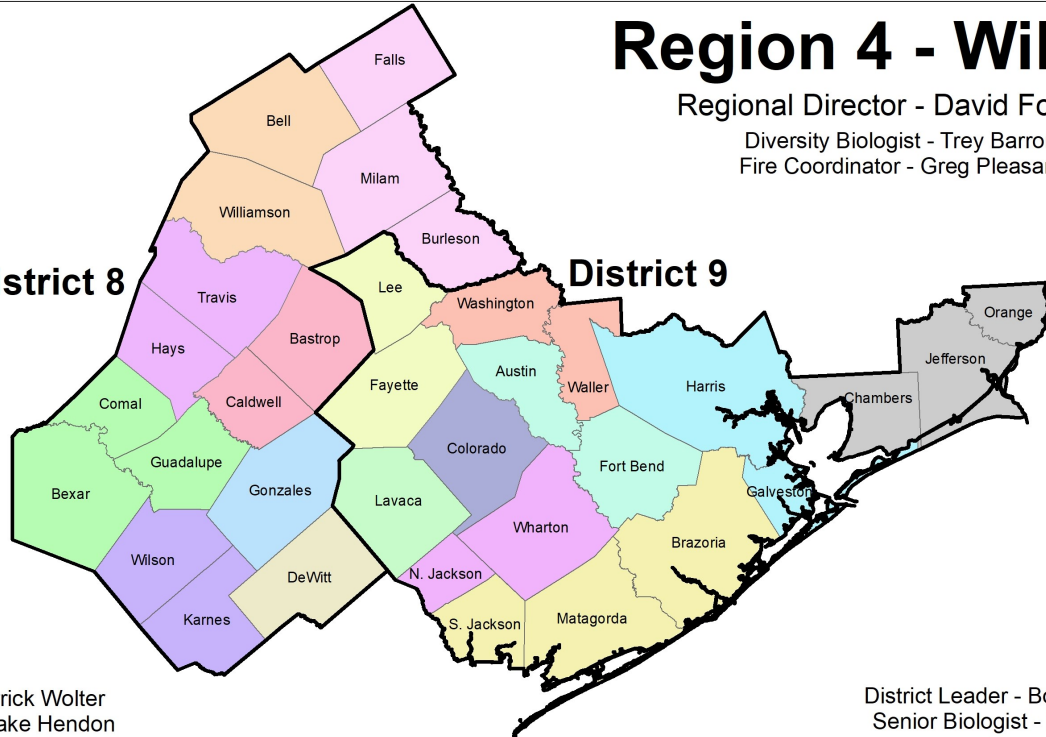 Region 4 - Wil
Regional Director - David Fo
Diversity Biologist - Trey Barro
Fire Coordinator - Greg Pleasa
strict 8
District 9
Falls
Bell
Milam
Williamson
Burleson
Lee
Washington
Travis
Bastrop
Hays
Austin
Waller
Harris
Orange
Jefferson
Chambers
Comal
Caldwell
Fayette
Colorado
Guadalupe
Gonzales
Bexar
Lavaca
Fort Bend
Galveston
Wharton
Brazoria
Wilson
DeWitt
N. Jackson
Karnes
S. Jackson
Matagorda
rick Wolter
ake Hendon
District Leader - Bo
Senior Biologist -